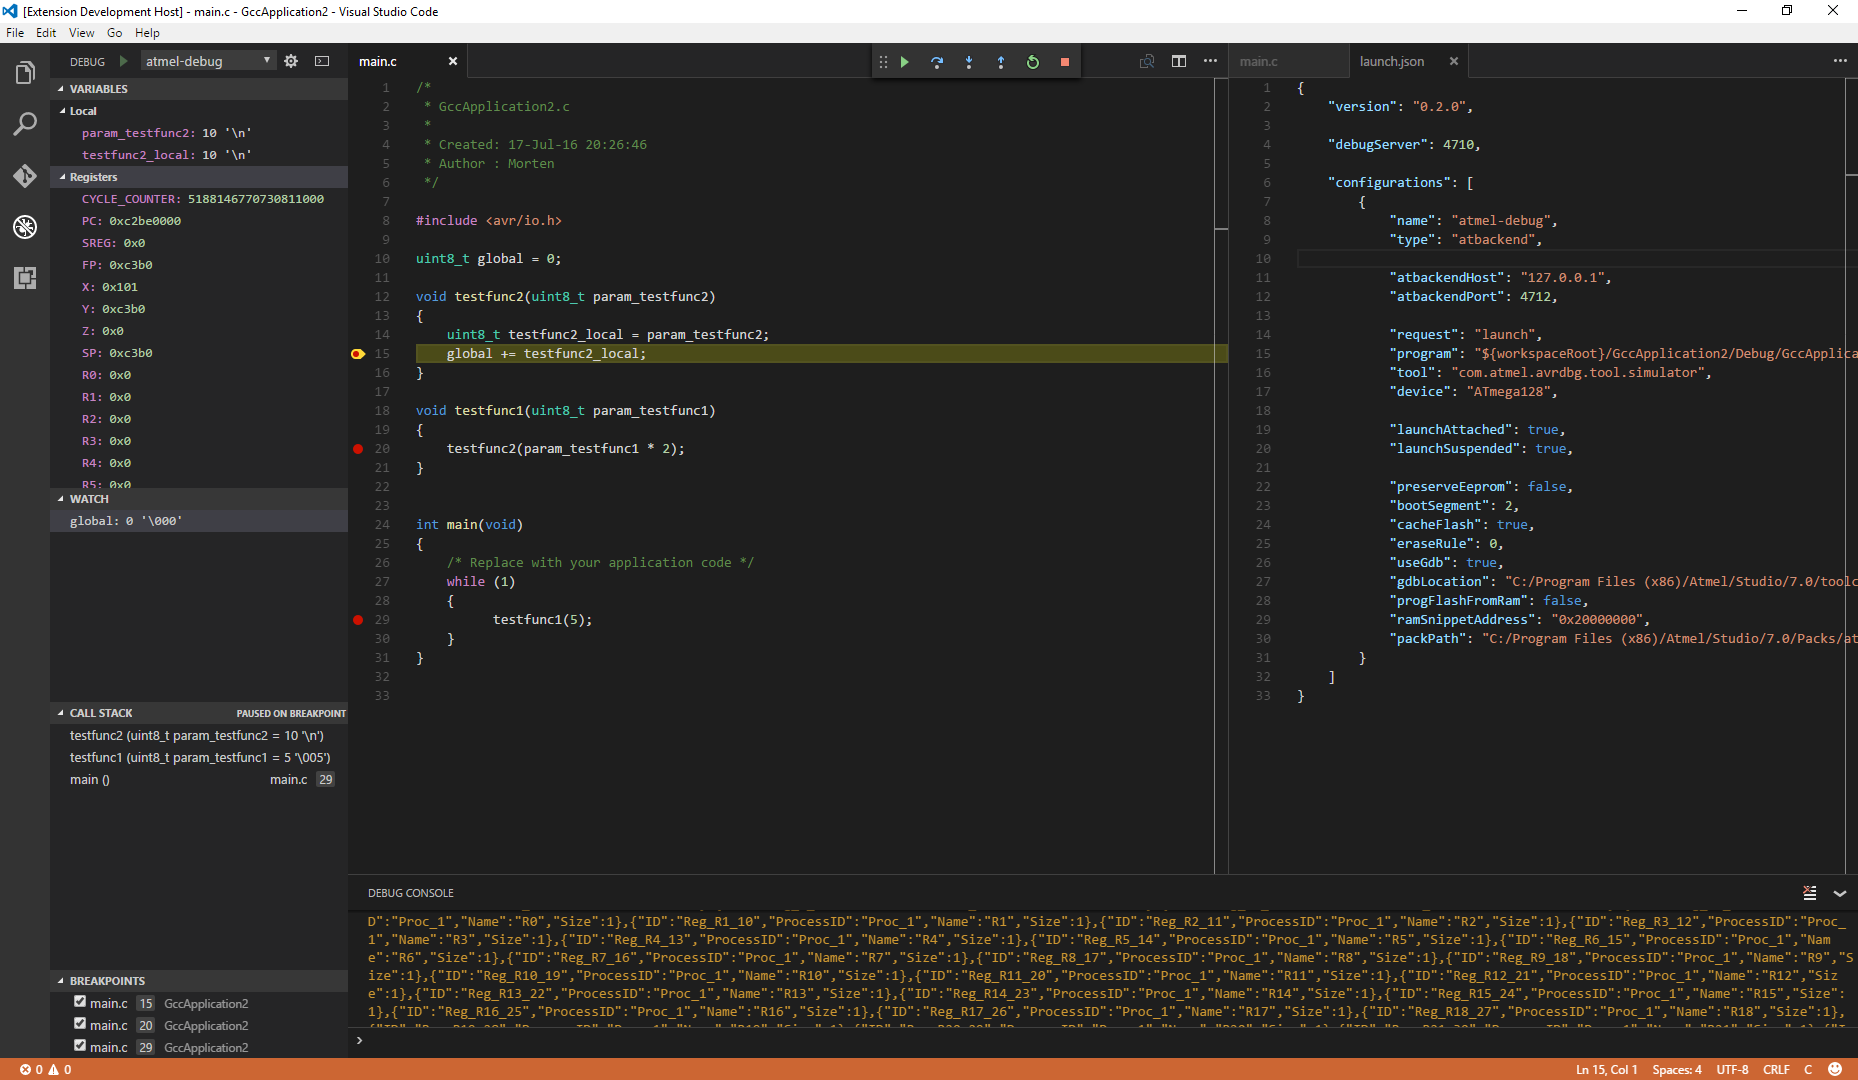 [Extension Development Host] - main.c - GccApplication2 - Visual Studio Code
File Edit View Go Help
DEBUG atmel-debug
VARIABLES
Local
param_testfunc2: 10 '\n'
testfunc2_local: 10 '\n'
Registers
CYCLE_COUNTER: 5188146770730811000
PC: 0xc2be0000
SREG: 0x0
FP: 0xc3b0
X: 0x101
Y: 0xc3b0
Z: 0x0
SP: 0xc3b0
R0: 0x0
R1: 0x0
R2: 0x0
R3: 0x0
R4: 0x0
R5: 0x0
WATCH
global: 0 '\000'
CALL STACK PAUSED ON BREAKPOINT
testfunc2 (uint8_t param_testfunc2 = 10 '\n')
testfunc1 (uint8_t param_testfunc1 = 5 '\005')
main () main.c 29
BREAKPOINTS
main.c 15 GccApplication2
main.c 20 GccApplication2
main.c 29 GccApplication2
main.c
1 /*
2 * GccApplication2.c
3 *
4 * Created: 17-Jul-16 20:26:46
5 * Author : Morten
6 */
7
8 #include <avr/io.h>
9
10 uint8_t global = 0;
11
12 void testfunc2(uint8_t param_testfunc2)
13 {
14 uint8_t testfunc2_local = param_testfunc2;
15 global += testfunc2_local;
16 }
17
18 void testfunc1(uint8_t param_testfunc1)
19 {
20 testfunc2(param_testfunc1 * 2);
21 }
22
23
24 int main(void)
25 {
26 /* Replace with your application code */
27 while (1)
28 {
29 testfunc1(5);
30 }
31 }
32
33
main.c launch.json
1 {
2 "version": "0.2.0",
3
4 "debugServer": 4710,
5
6 "configurations": [
7 {
8 "name": "atmel-debug",
9 "type": "atbackend",
10
11 "atbackendHost": "127.0.0.1",
12 "atbackendPort": 4712,
13
14 "request": "launch",
15 "program": "${workspaceRoot}/GccApplication2/Debug/GccApplica
16 "tool": "com.atmel.avrdbg.tool.simulator",
17 "device": "ATmega128",
18
19 "launchAttached": true,
20 "launchSuspended": true,
21
22 "preserveEeprom": false,
23 "bootSegment": 2,
24 "cacheFlash": true,
25 "eraseRule": 0,
26 "useGdb": true,
27 "gdbLocation": "C:/Program Files (x86)/Atmel/Studio/7.0/toolc
28 "progFlashFromRam": false,
29 "ramSnippetAddress": "0x20000000",
30 "packPath": "C:/Program Files (x86)/Atmel/Studio/7.0/Packs/at
31 }
32 ]
33 }
DEBUG CONSOLE
D":"Proc_1","Name":"R0","Size":1},{"ID":"Reg_R1_10","ProcessID":"Proc_1","Name":"R1","Size":1},{"ID":"Reg_R2_11","ProcessID":"Proc_1","Name":"R2","Size":1},{"ID":"Reg_R3_12","ProcessID":"Proc_
1","Name":"R3","Size":1},{"ID":"Reg_R4_13","ProcessID":"Proc_1","Name":"R4","Size":1},{"ID":"Reg_R5_14","ProcessID":"Proc_1","Name":"R5","Size":1},{"ID":"Reg_R6_15","ProcessID":"Proc_1","Nam
e":"R6","Size":1},{"ID":"Reg_R7_16","ProcessID":"Proc_1","Name":"R7","Size":1},{"ID":"Reg_R8_17","ProcessID":"Proc_1","Name":"R8","Size":1},{"ID":"Reg_R9_18","ProcessID":"Proc_1","Name":"R9","S
ize":1},{"ID":"Reg_R10_19","ProcessID":"Proc_1","Name":"R10","Size":1},{"ID":"Reg_R11_20","ProcessID":"Proc_1","Name":"R11","Size":1},{"ID":"Reg_R12_21","ProcessID":"Proc_1","Name":"R12","Siz
e":1},{"ID":"Reg_R13_22","ProcessID":"Proc_1","Name":"R13","Size":1},{"ID":"Reg_R14_23","ProcessID":"Proc_1","Name":"R14","Size":1},{"ID":"Reg_R15_24","ProcessID":"Proc_1","Name":"R15","Size":
1},{"ID":"Reg_R16_25","ProcessID":"Proc_1","Name":"R16","Size":1},{"ID":"Reg_R17_26","ProcessID":"Proc_1","Name":"R17","Size":1},{"ID":"Reg_R18_27","ProcessID":"Proc_1","Name":"R18","Size":1},
0 0
Ln 15, Col 1 Spaces: 4 UTF-8 CRLF C